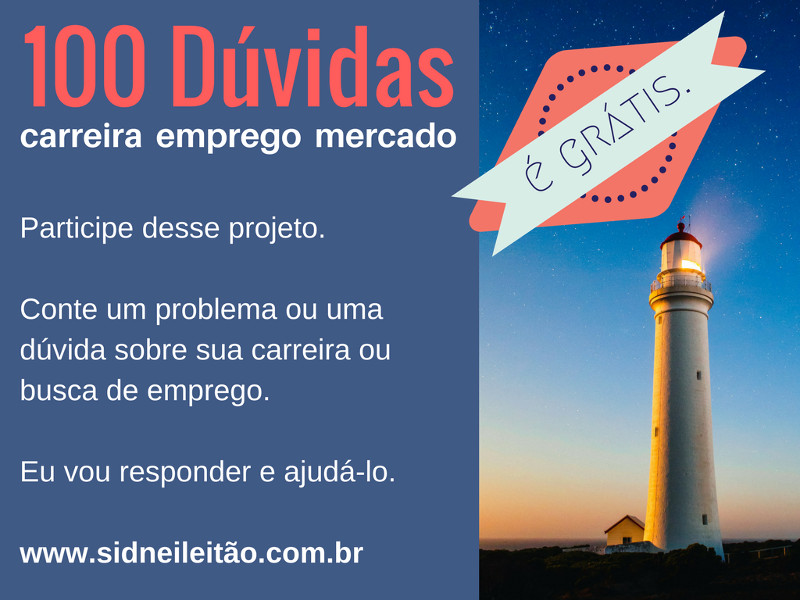 100 Dúvidas
carreira emprego mercado
é GRÁTIS.
Participe desse projeto.
Conte um problema ou uma
dúvida sobre sua carreira ou
busca de emprego.
Eu vou responder e ajudá-lo.
www.sidneileitão.com.br